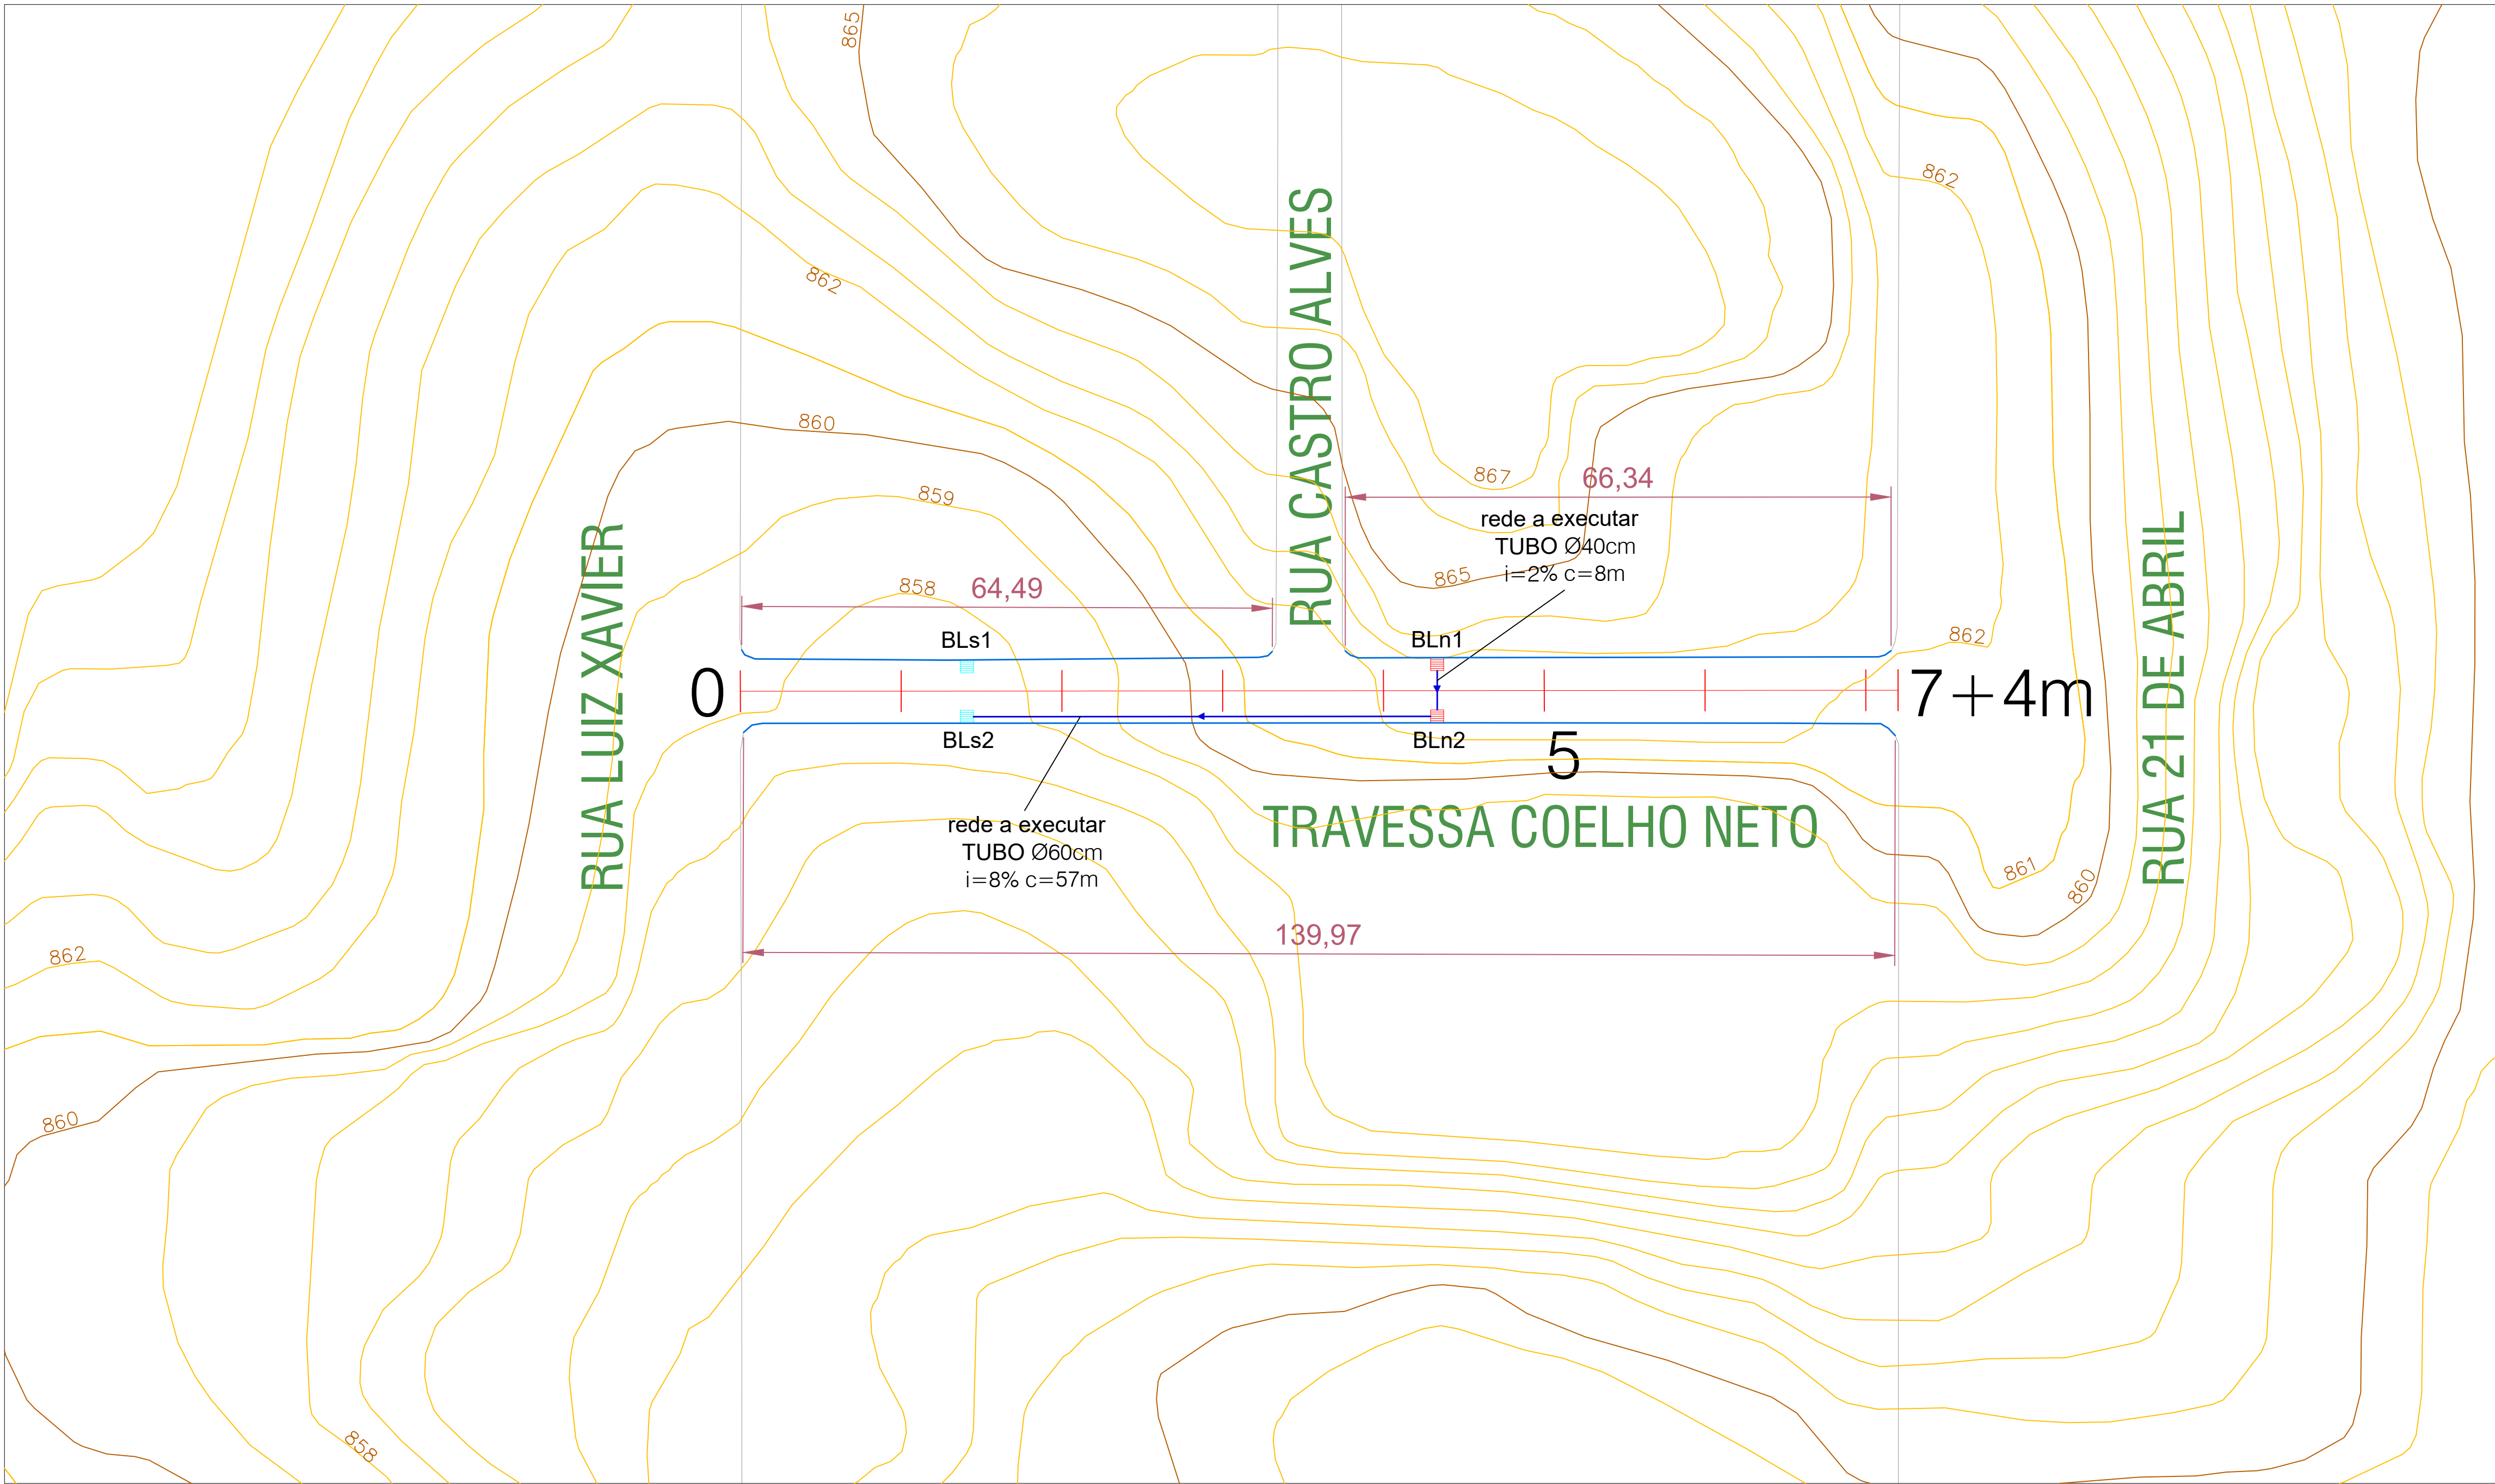 865
862
862
RUA CASTRO ALVES
860
859
867
66,34
rede a executar
TUBO Ø40cm
i=2% c=8m
865
858
64,49
RUA LUIZ XAVIER
RUA 21 DE ABRIL
BLs1
BLn1
862
0
7+4m
BLs2
BLn2
5
rede a executar
TUBO Ø60cm
i=8% c=57m
TRAVESSA COELHO NETO
861
860
139,97
862
860
858